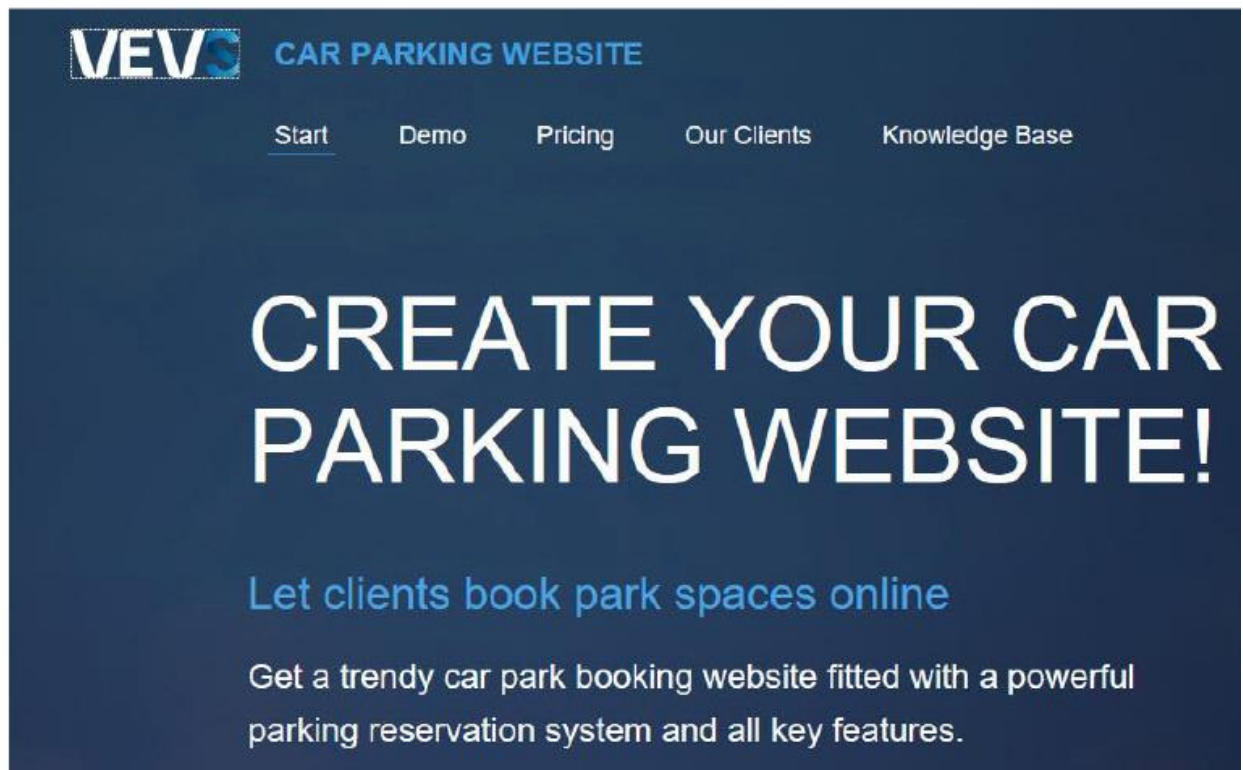 VEVS CAR PARKING WEBSITE
Start Demo Pricing Our Clients Knowledge Base
CREATE YOUR CAR
PARKING WEBSITE!
Let clients book park spaces online
Get a trendy car park booking website fitted with a powerful
parking reservation system and all key features.